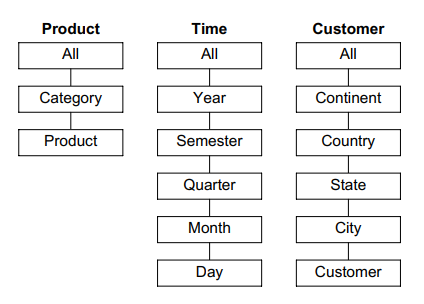 Product Time Customer
All All All
Category Year Continent
Product Semester Country
Quarter State
Month City
Day Customer